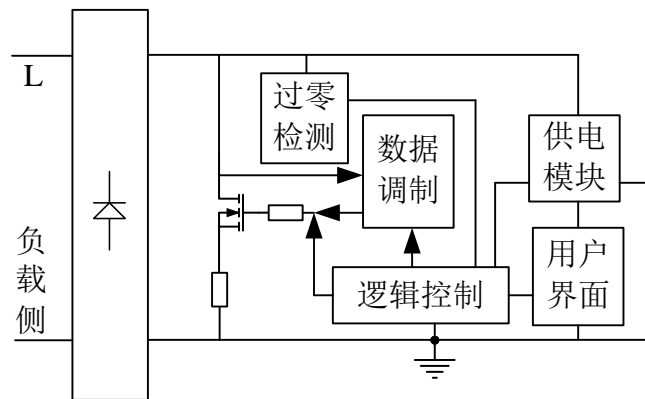 L
过零
检测
数据
调制
供电
模块
负
载
侧
逻辑控制
用户
界面